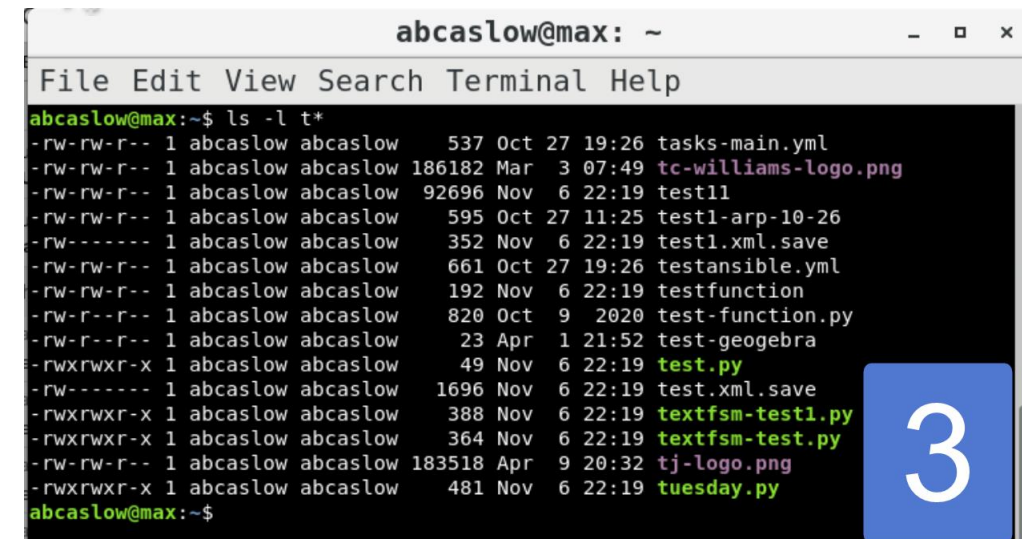 abcaslow@max: ~
File Edit View Search Terminal Help
abcaslow@max:~$ ls -l t*
-rw-rw-r-- 1 abcaslow abcaslow    537 Oct 27 19:26 tasks-main.yml
-rw-rw-r-- 1 abcaslow abcaslow 186182 Mar  3 07:49 tc-williams-logo.png
-rw-rw-r-- 1 abcaslow abcaslow  92696 Nov  6 22:19 test11
-rw-rw-r-- 1 abcaslow abcaslow    595 Oct 27 11:25 test1-arp-10-26
-rw------- 1 abcaslow abcaslow    352 Nov  6 22:19 test1.xml.save
-rw-rw-r-- 1 abcaslow abcaslow    661 Oct 27 19:26 testansible.yml
-rw-rw-r-- 1 abcaslow abcaslow    192 Nov  6 22:19 testfunction
-rw-r--r-- 1 abcaslow abcaslow    820 Oct  9  2020 test-function.py
-rw-r--r-- 1 abcaslow abcaslow     23 Apr  1 21:52 test-geogebra
-rwxrwxr-x 1 abcaslow abcaslow     49 Nov  6 22:19 test.py
-rw------- 1 abcaslow abcaslow   1696 Nov  6 22:19 test.xml.save
-rwxrwxr-x 1 abcaslow abcaslow    388 Nov  6 22:19 textfsm-test1.py
-rwxrwxr-x 1 abcaslow abcaslow    364 Nov  6 22:19 textfsm-test.py
-rw-rw-r-- 1 abcaslow abcaslow 183518 Apr  9 20:32 tj-logo.png
-rwxrwxr-x 1 abcaslow abcaslow    481 Nov  6 22:19 tuesday.py
abcaslow@max:~$
3